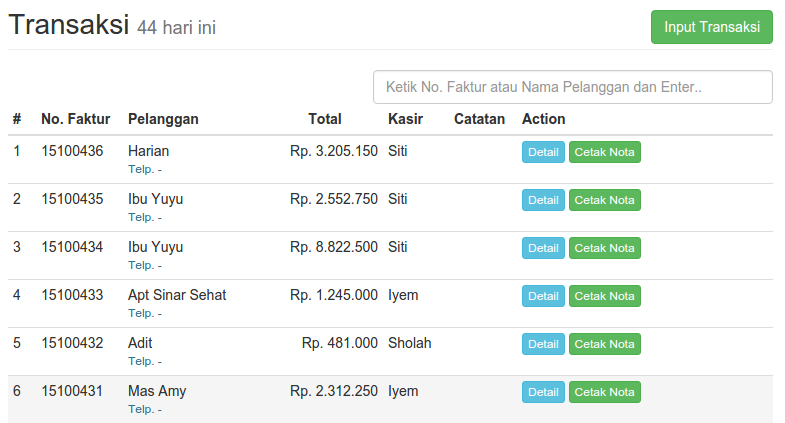 Transaksi 44 hari ini
Input Transaksi
Ketik No. Faktur atau Nama Pelanggan dan Enter..
# No. Faktur Pelanggan Total Kasir Catatan Action
1 15100436 Harian Rp. 3.205.150 Siti Detail Cetak Nota
Telp. -
2 15100435 Ibu Yuyu Rp. 2.552.750 Siti Detail Cetak Nota
Telp. -
3 15100434 Ibu Yuyu Rp. 8.822.500 Siti Detail Cetak Nota
Telp. -
4 15100433 Apt Sinar Sehat Rp. 1.245.000 Iyem Detail Cetak Nota
Telp. -
5 15100432 Adit Rp. 481.000 Sholah Detail Cetak Nota
Telp. -
6 15100431 Mas Amy Rp. 2.312.250 Iyem Detail Cetak Nota
Telp. -